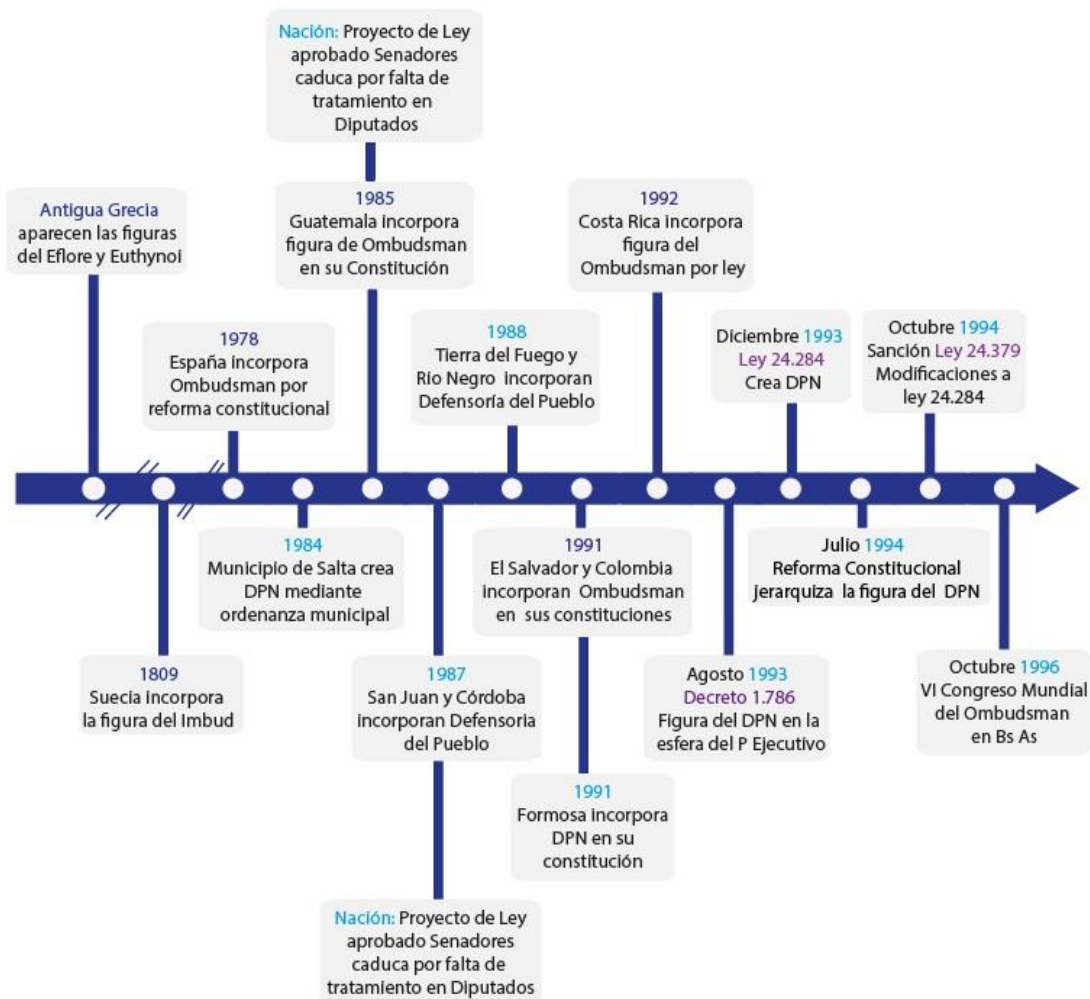 Nación: Proyecto de Ley
aprobado Senadores
caduca por falta de
tratamiento en
Diputados
Antigua Grecia
aparecen las figuras
del Eflore y Euthynoi
1985
Guatemala incorpora
figura de Ombudsman
en su Constitución
1992
Costa Rica incorpora
figura del
Ombudsman por ley
1978
España incorpora
Ombudsman por
reforma constitucional
1988
Tierra del Fuego y
Rio Negro incorporan
Defensoría del Pueblo
Diciembre 1993
Ley 24.284
Crea DPN
Octubre 1994
Sanción Ley 24.379
Modificaciones a
ley 24.284
1984
Municipio de Salta crea
DPN mediante
ordenanza municipal
1991
El Salvador y Colombia
incorporan Ombudsman
en sus constituciones
Julio 1994
Reforma Constitucional
jerarquiza la figura del DPN
1809
Suecia incorpora
la figura del Imbud
1987
San Juan y Córdoba
incorporan Defensoria
del Pueblo
Agosto 1993
Decreto 1.786
Figura del DPN en la
esfera del P Ejecutivo
Octubre 1996
VI Congreso Mundial
del Ombudsman
en Bs As
1991
Formosa incorpora
DPN en su
constitución
Nación: Proyecto de Ley
aprobado Senadores
caduca por falta de
tratamiento en Diputados